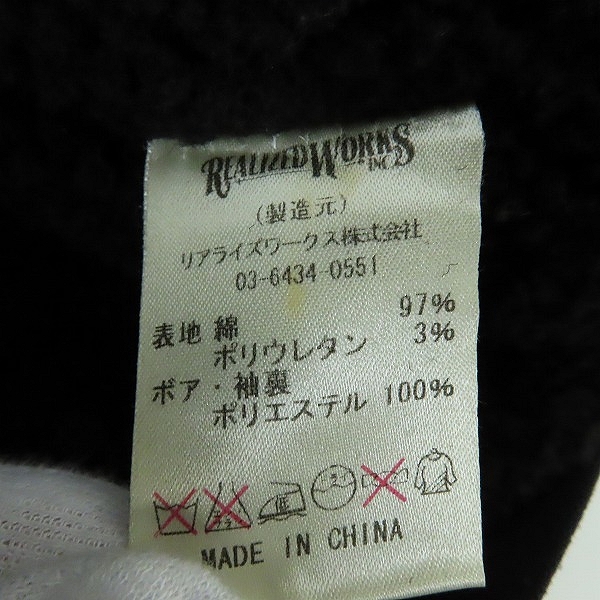 REALIZED WORKS INC.
(製造元)
リアライズワークス株式会社
03-6434-0551
表地 綿 97%
ポリウレタン 3%
ボア・袖裏
ポリエステル 100%
MADE IN CHINA